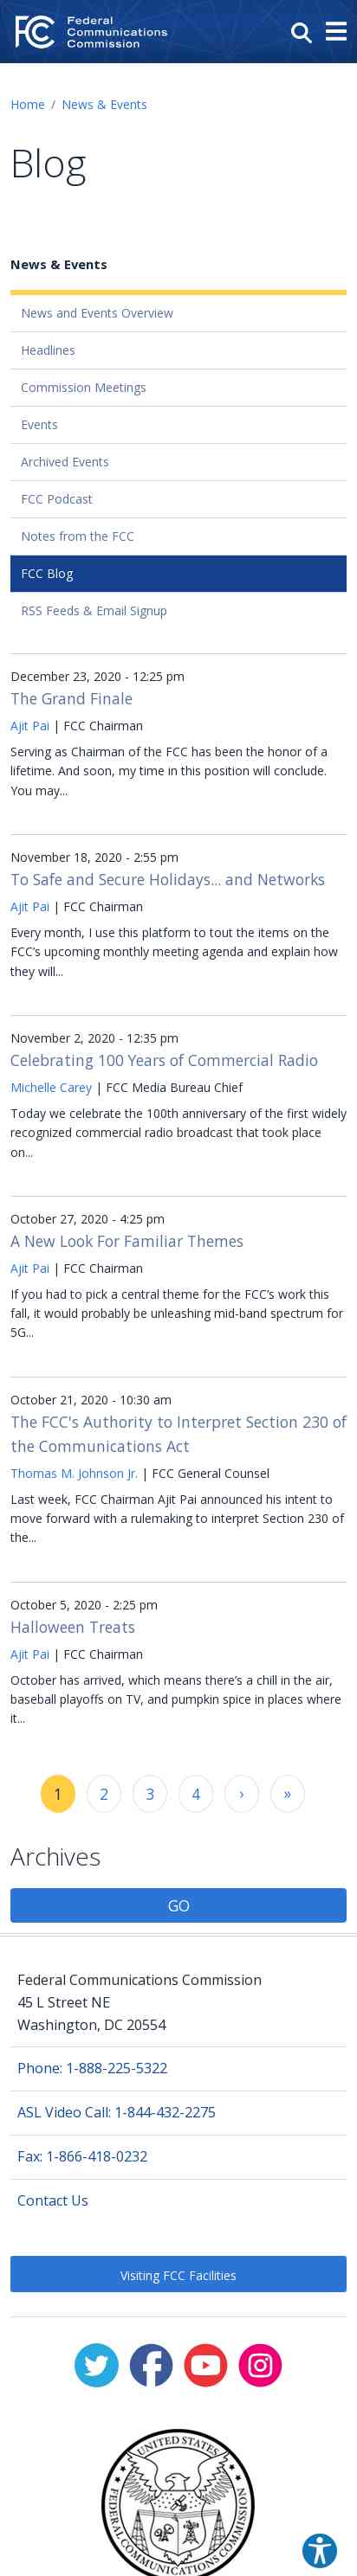 FCC
Federal
Communications
Commission
Home / News & Events
Blog
News & Events
News and Events Overview
Headlines
Commission Meetings
Events
Archived Events
FCC Podcast
Notes from the FCC
FCC Blog
RSS Feeds & Email Signup
December 23, 2020 - 12:25 pm
The Grand Finale
Ajit Pai | FCC Chairman
Serving as Chairman of the FCC has been the honor of a
lifetime. And soon, my time in this position will conclude.
You may...
November 18, 2020 - 2:55 pm
To Safe and Secure Holidays... and Networks
Ajit Pai | FCC Chairman
Every month, I use this platform to tout the items on the
FCC’s upcoming monthly meeting agenda and explain how
they will...
November 2, 2020 - 12:35 pm
Celebrating 100 Years of Commercial Radio
Michelle Carey | FCC Media Bureau Chief
Today we celebrate the 100th anniversary of the first widely
recognized commercial radio broadcast that took place
on...
October 27, 2020 - 4:25 pm
A New Look For Familiar Themes
Ajit Pai | FCC Chairman
If you had to pick a central theme for the FCC’s work this
fall, it would probably be unleashing mid-band spectrum for
5G...
October 21, 2020 - 10:30 am
The FCC's Authority to Interpret Section 230 of
the Communications Act
Thomas M. Johnson Jr. | FCC General Counsel
Last week, FCC Chairman Ajit Pai announced his intent to
move forward with a rulemaking to interpret Section 230 of
the...
October 5, 2020 - 2:25 pm
Halloween Treats
Ajit Pai | FCC Chairman
October has arrived, which means there’s a chill in the air,
baseball playoffs on TV, and pumpkin spice in places where
it...
1 2 3 4 › »
Archives
GO
Federal Communications Commission
45 L Street NE
Washington, DC 20554
Phone: 1-888-225-5322
ASL Video Call: 1-844-432-2275
Fax: 1-866-418-0232
Contact Us
Visiting FCC Facilities
UNITED STATES
FEDERAL COMMUNICATIONS COMMISSION